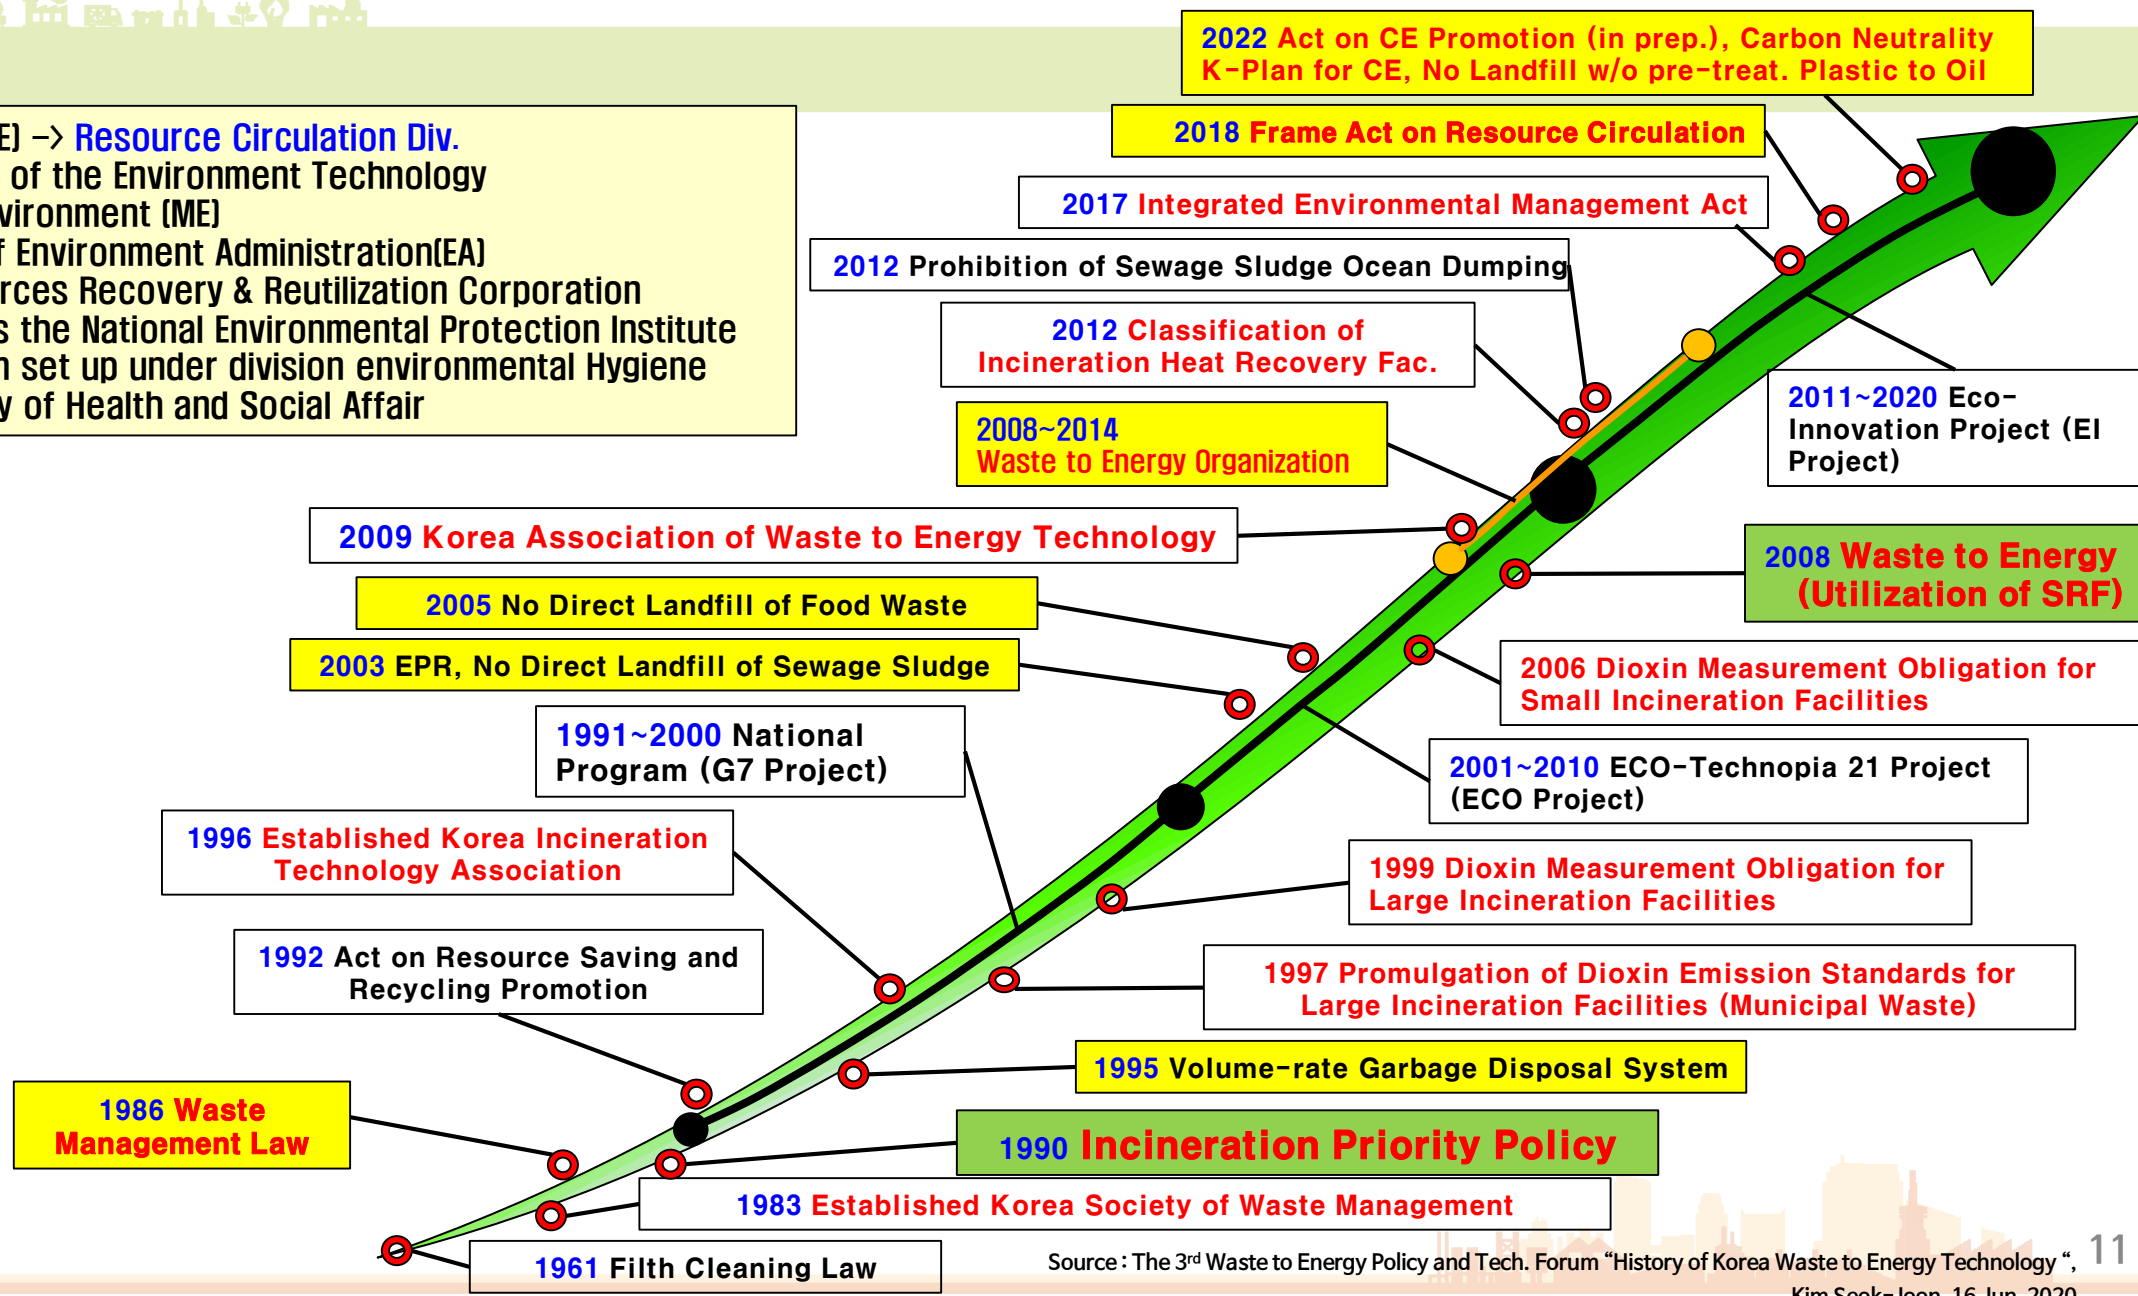 2022 Act on CE Promotion (in prep.), Carbon Neutrality
K-Plan for CE, No Landfill w/o pre-treat. Plastic to Oil
2018 Frame Act on Resource Circulation
E) -> Resource Circulation Div.
of the Environment Technology
vironment (ME)
f Environment Administration(EA)
rces Recovery & Reutilization Corporation
s the National Environmental Protection Institute
n set up under division environmental Hygiene
y of Health and Social Affair
2017 Integrated Environmental Management Act
2012 Prohibition of Sewage Sludge Ocean Dumping
2012 Classification of
Incineration Heat Recovery Fac.
2011~2020 Eco-
Innovation Project (EI
Project)
2008~2014
Waste to Energy Organization
2009 Korea Association of Waste to Energy Technology
2008 Waste to Energy
(Utilization of SRF)
2005 No Direct Landfill of Food Waste
2003 EPR, No Direct Landfill of Sewage Sludge
2006 Dioxin Measurement Obligation for
Small Incineration Facilities
1991~2000 National
Program (G7 Project)
2001~2010 ECO-Technopia 21 Project
(ECO Project)
1996 Established Korea Incineration
Technology Association
1999 Dioxin Measurement Obligation for
Large Incineration Facilities
1992 Act on Resource Saving and
Recycling Promotion
1997 Promulgation of Dioxin Emission Standards for
Large Incineration Facilities (Municipal Waste)
1995 Volume-rate Garbage Disposal System
1986 Waste
Management Law
1990 Incineration Priority Policy
1983 Established Korea Society of Waste Management
1961 Filth Cleaning Law
Source : The 3rd Waste to Energy Policy and Tech. Forum "History of Korea Waste to Energy Technology ",
11
Kim Seok-Joon, 16 Jun. 2020